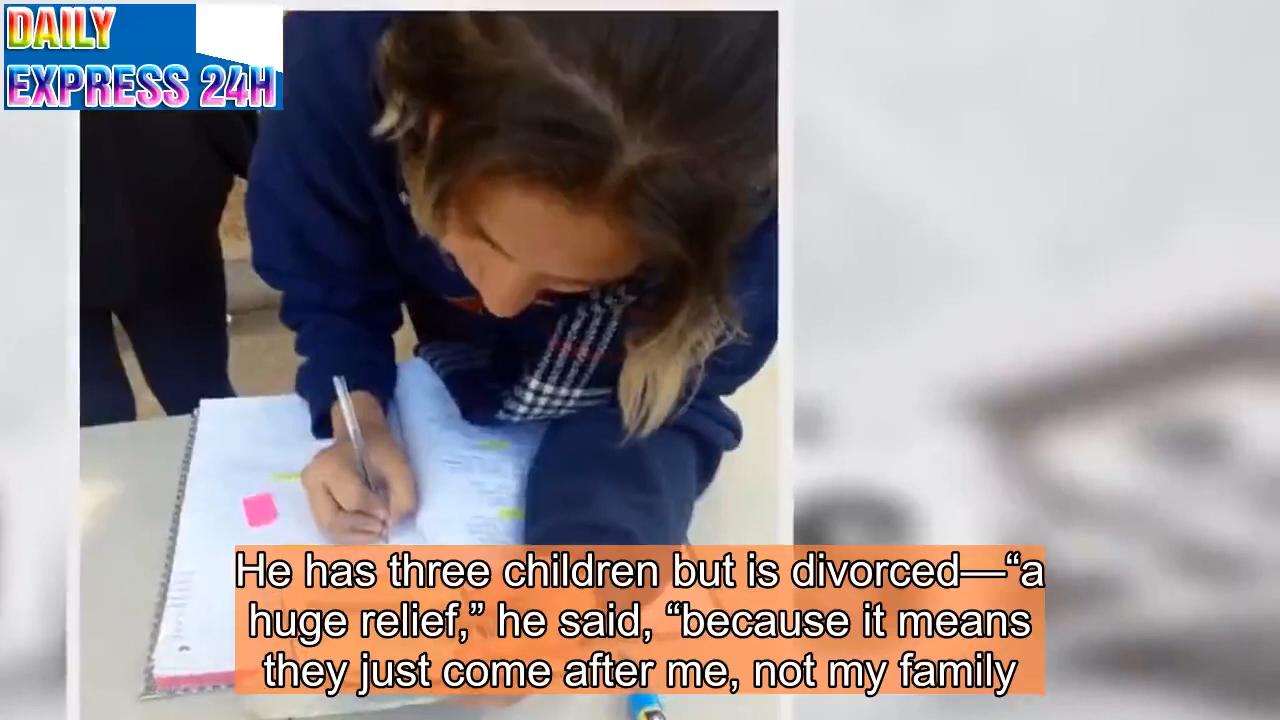 DAILY
EXPRESS 24H
He has three children but is divorced—“a
huge relief,” he said, “because it means
they just come after me, not my family